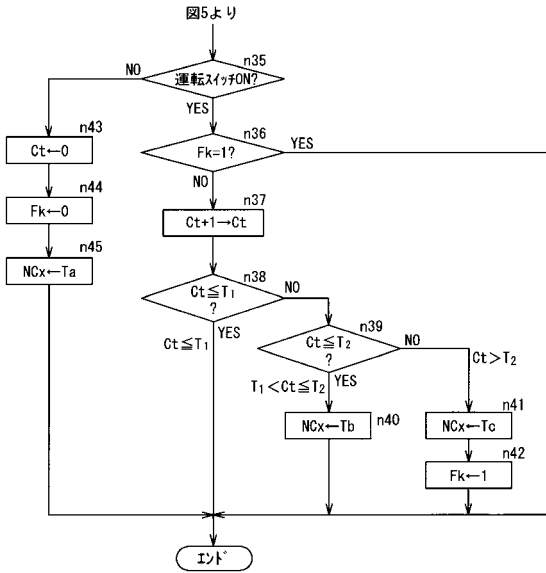 図5より
n35
運転スイッチON?
NO
YES
n43
Ct←0
n36
Fk=1?
YES
NO
n44
Fk←0
n37
Ct+1→Ct
n45
NCx←Ta
n38
Ct≦T1
?
NO
YES
Ct≦T1
n39
Ct≦T2
?
NO
YES
T1<Ct≦T2
Ct>T2
NCx←Tb
n40
n41
NCx←Tc
n42
Fk←1
エンド